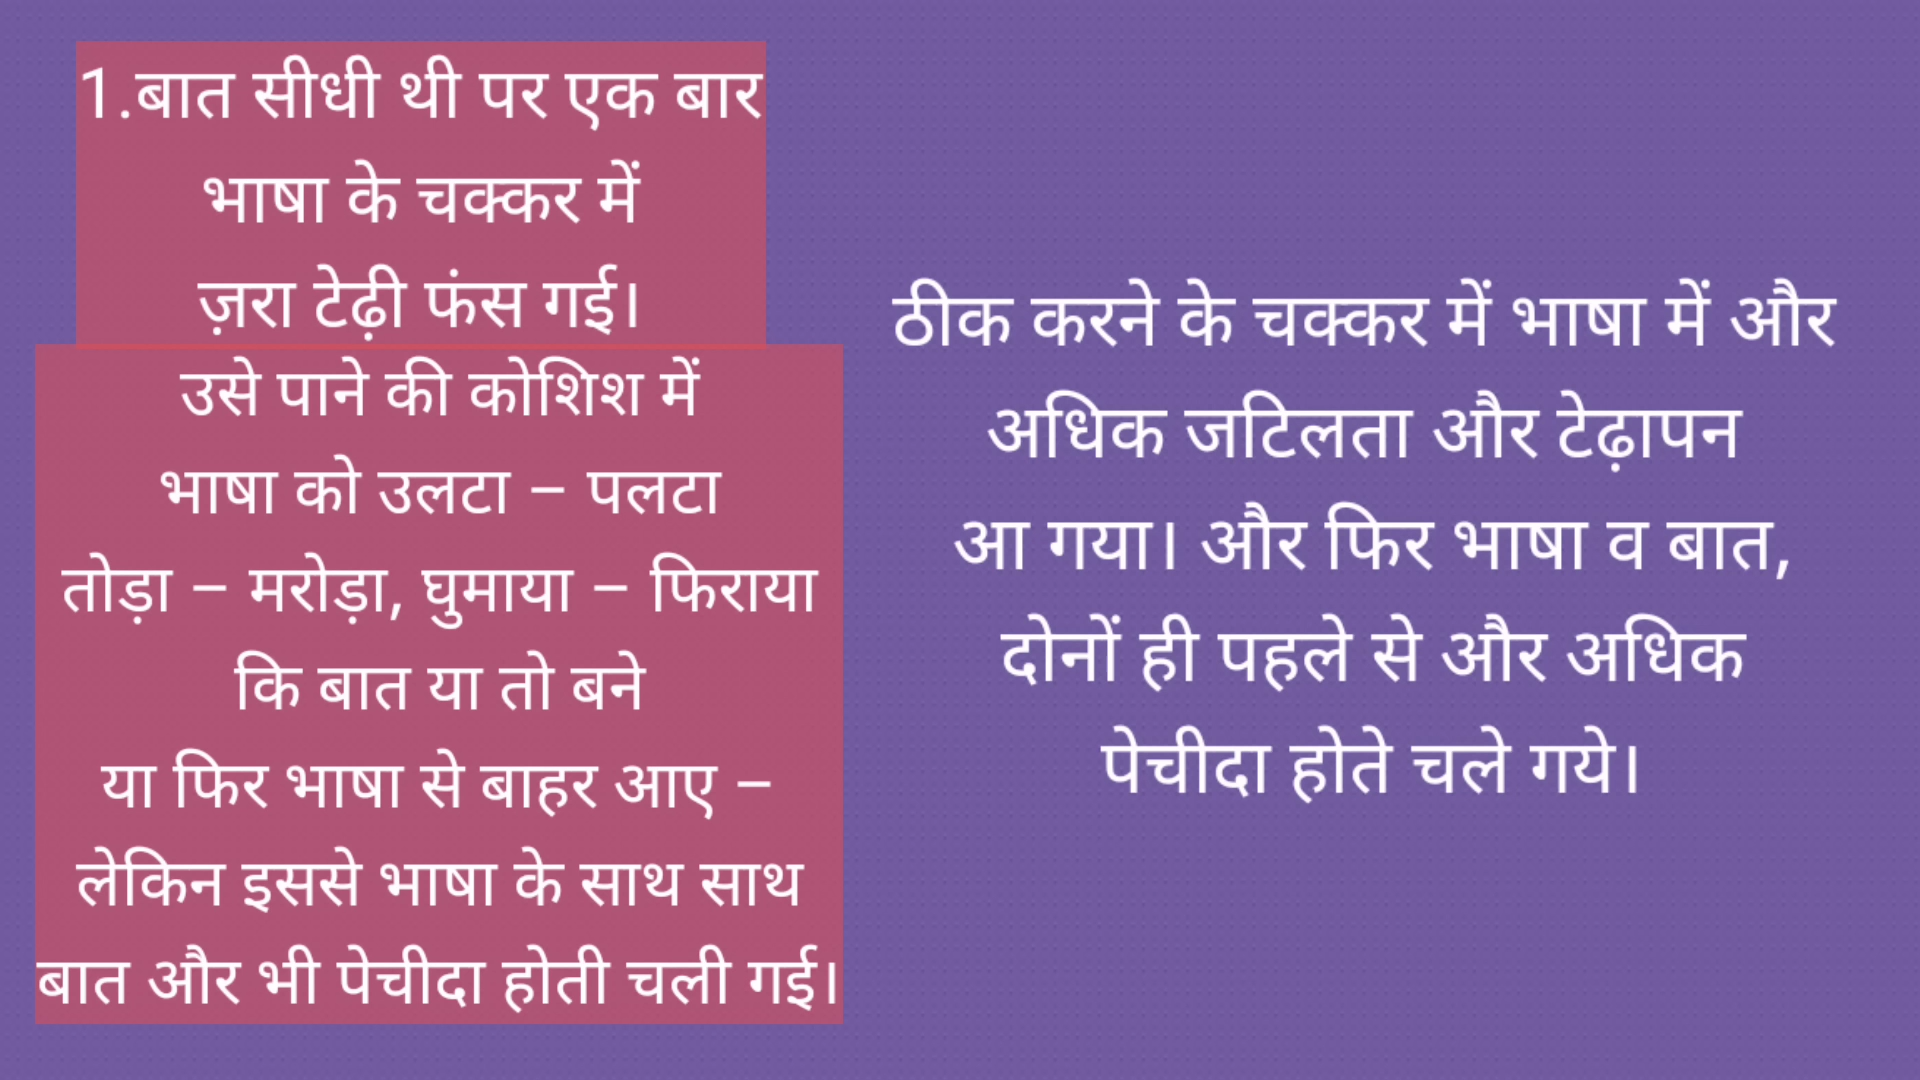 1.बात सीधी थी पर एक बार
भाषा के चक्कर में
ज़रा टेढ़ी फंस गई।
उसे पाने की कोशिश में
भाषा को उलटा – पलटा
तोड़ा – मरोड़ा, घुमाया – फिराया
कि बात या तो बने
या फिर भाषा से बाहर आए –
लेकिन इससे भाषा के साथ साथ
बात और भी पेचीदा होती चली गई।
ठीक करने के चक्कर में भाषा में और
अधिक जटिलता और टेढ़ापन
आ गया। और फिर भाषा व बात,
दोनों ही पहले से और अधिक
पेचीदा होते चले गये।